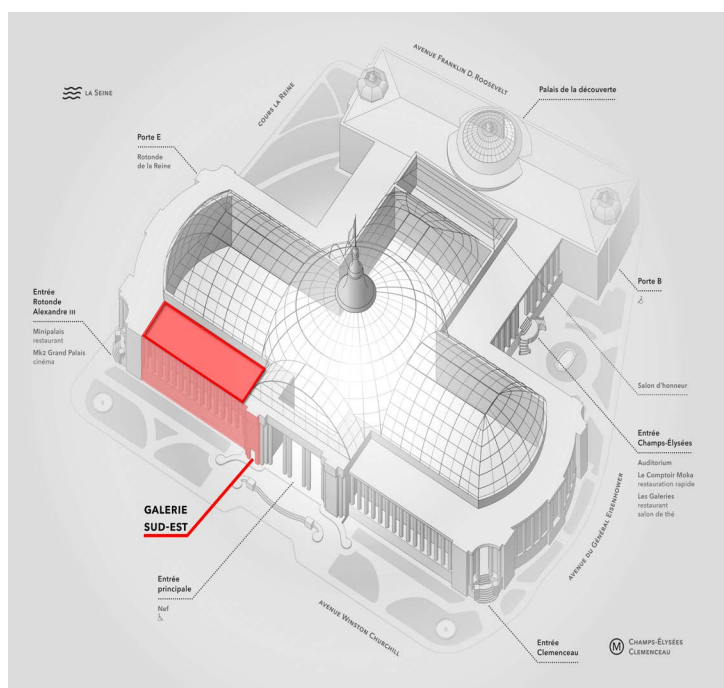 AVENUE FRANKLIN D. ROOSEVELT
LA SEINE
COURS LA REINE
Palais de la découverte
Porte E
Rotonde
de la Reine
Entrée
Rotonde
Alexandre III
Minipalais
restaurant
Mk2 Grand Palais
cinéma
Porte B
Salon d'honneur
Entrée
Champs-Élysées
Auditorium
Le Comptoir Moka
restauration rapide
Les Galeries
restaurant
salon de thé
GALERIE
SUD-EST
AVENUE DU GÉNÉRAL EISENHOWER
Entrée
principale
Nef
AVENUE WINSTON CHURCHILL
Entrée
Clemenceau
M
CHAMPS-ÉLYSÉES
CLEMENCEAU